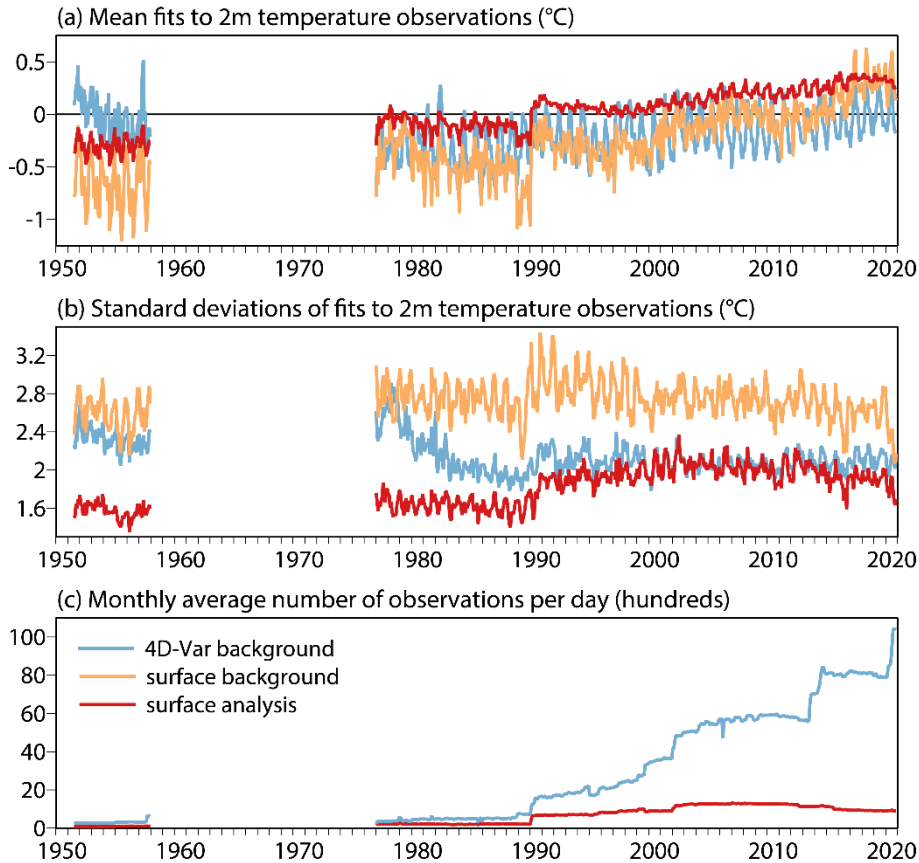 (a) Mean fits to 2m temperature observations (°C)
0.5
0
-0.5
-1
1950 1960 1970 1980 1990 2000 2010 2020
(b) Standard deviations of fits to 2m temperature observations (°C)
3.2
2.8
2.4
2
1.6
1950 1960 1970 1980 1990 2000 2010 2020
(c) Monthly average number of observations per day (hundreds)
100
80
60
40
20
0
4D-Var background
surface background
surface analysis
1950 1960 1970 1980 1990 2000 2010 2020